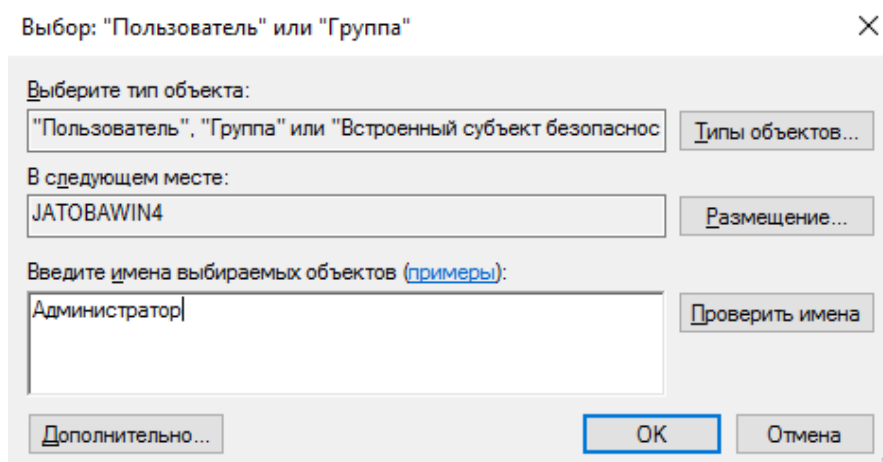 Выбор: "Пользователь" или "Группа"
Выберите тип объекта:
"Пользователь", "Группа" или "Встроенный субъект безопаснос
Типы объектов...
В следующем месте:
JATOBAWIN4
Размещение...
Введите имена выбираемых объектов (примеры):
Администратор
Проверить имена
Дополнительно...
OK
Отмена